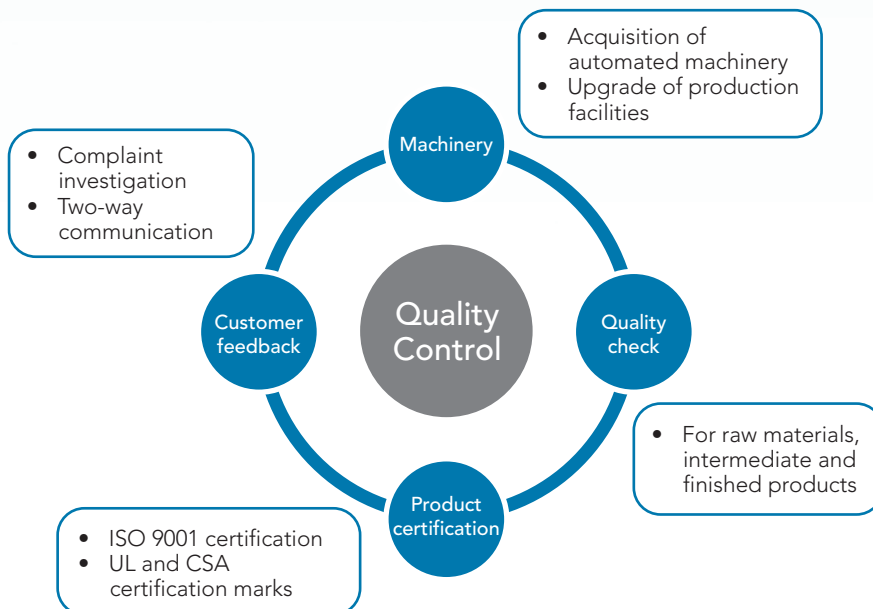 • Acquisition of
automated machinery
• Upgrade of production
facilities
Machinery
• Complaint
investigation
• Two-way
communication
Customer
feedback
Quality
Control
Quality
check
• For raw materials,
intermediate and
finished products
Product
certification
• ISO 9001 certification
• UL and CSA
certification marks